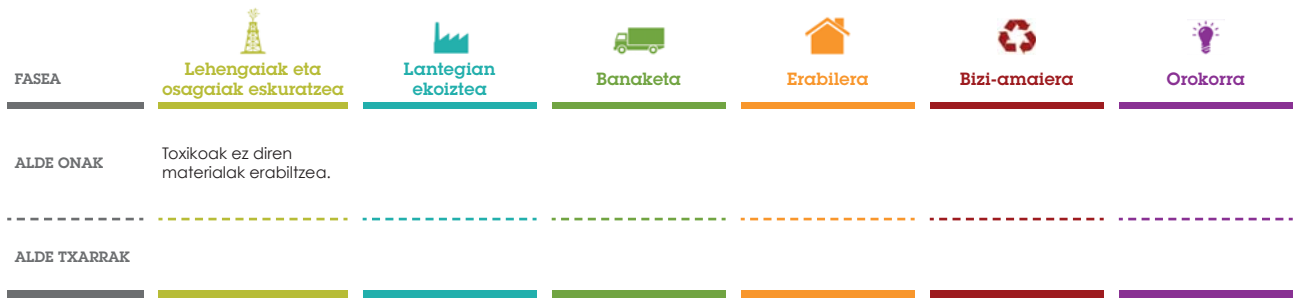 FASEA
Lehengaiak eta
osagaiak eskuratzea
Lantegian
ekoiztea
Banaketa
Erabilera
Bizi-amaiera
Orokorra
ALDE ONAK
Toxikoak ez diren
materialak erabiltzea.
ALDE TXARRAK